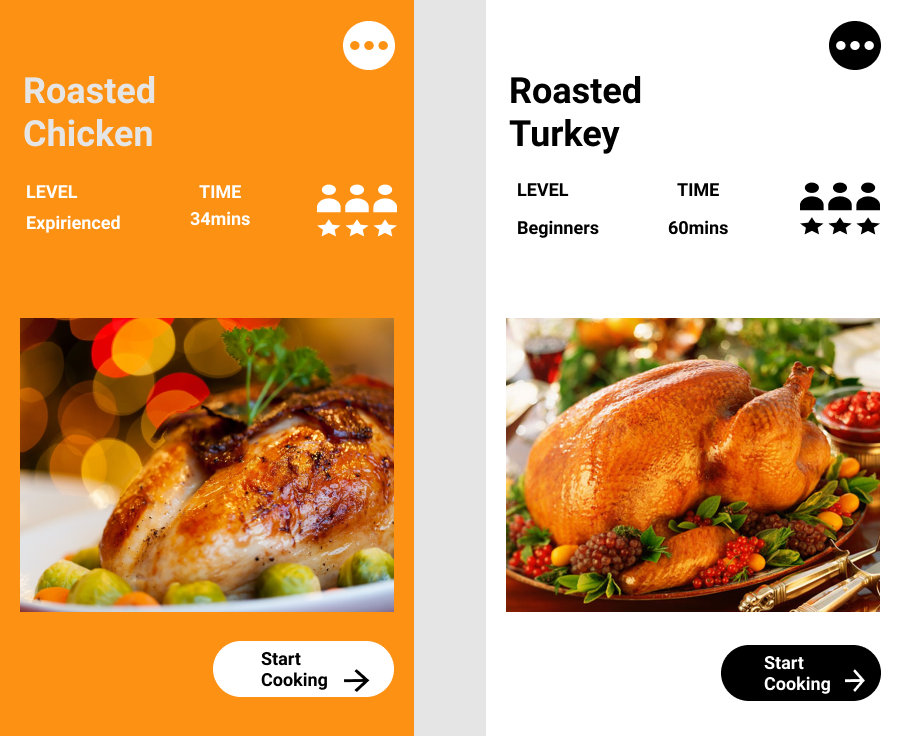 Roasted
Chicken
LEVEL
TIME
Expirienced
34mins
Start
Cooking
Roasted
Turkey
LEVEL
TIME
Beginners
60mins
Start
Cooking